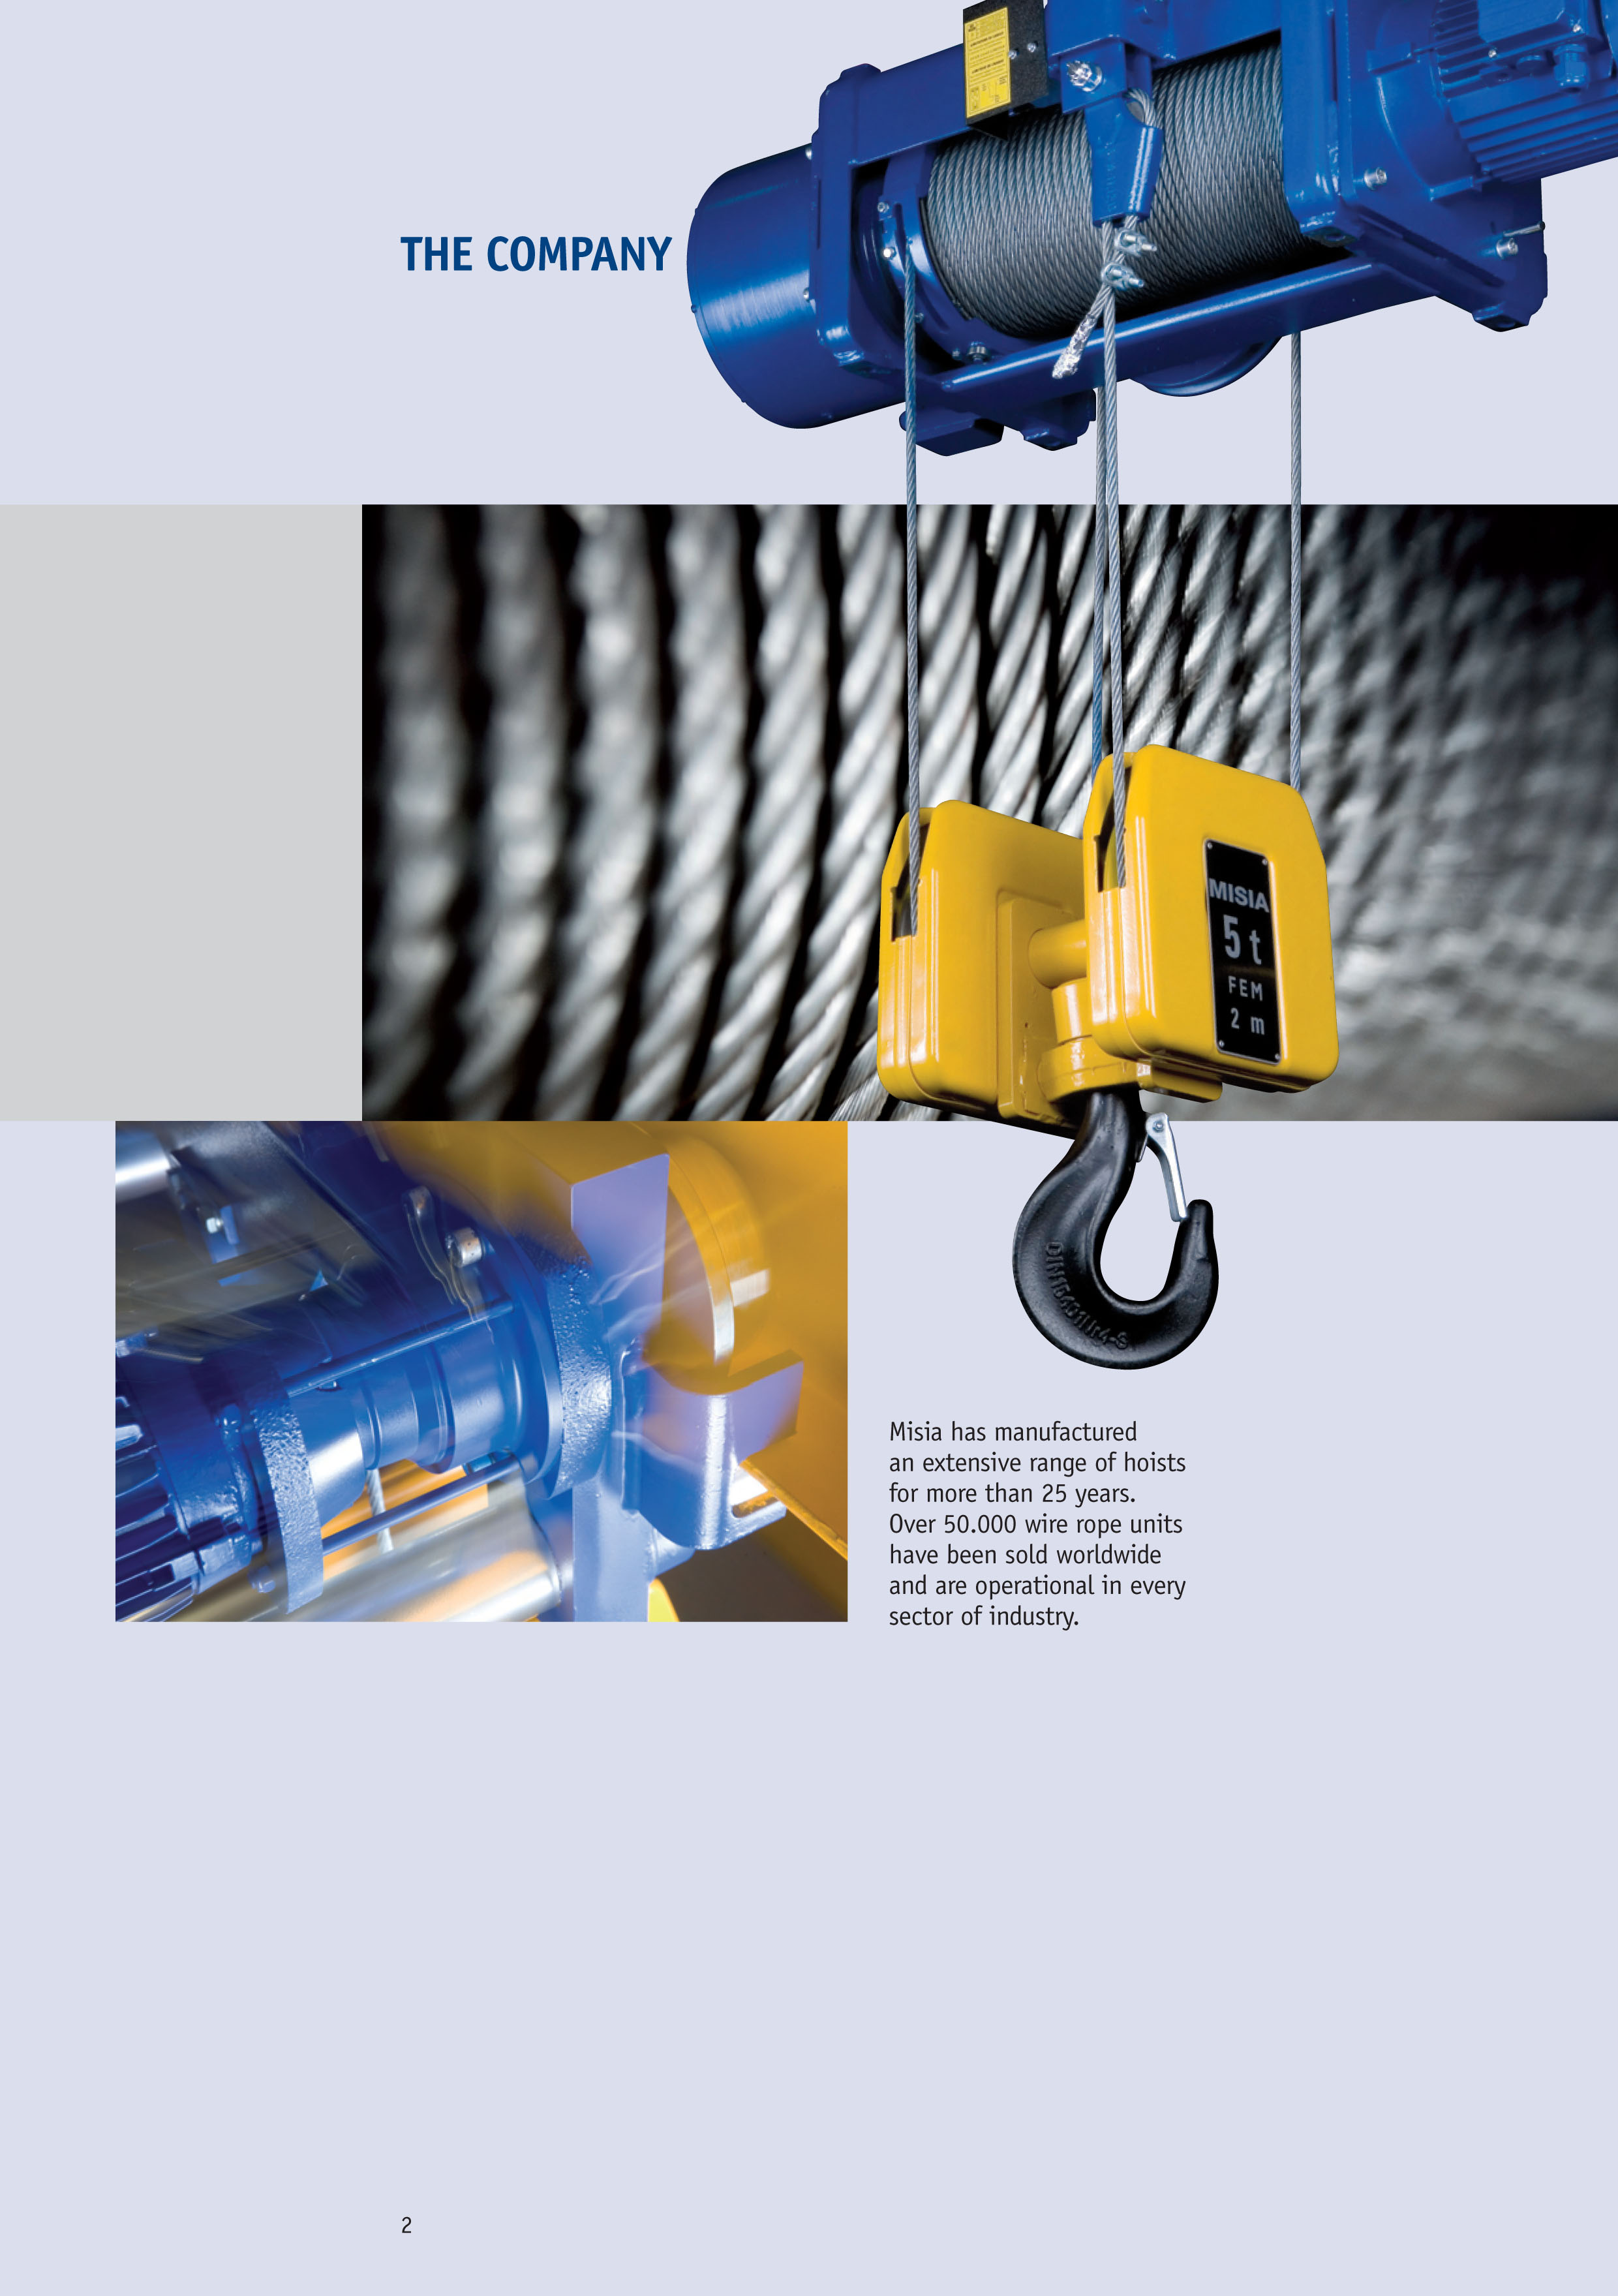 THE COMPANY
MISIA
5 t
FEM
2 m
Misia has manufactured
an extensive range of hoists
for more than 25 years.
Over 50.000 wire rope units
have been sold worldwide
and are operational in every
sector of industry.
2